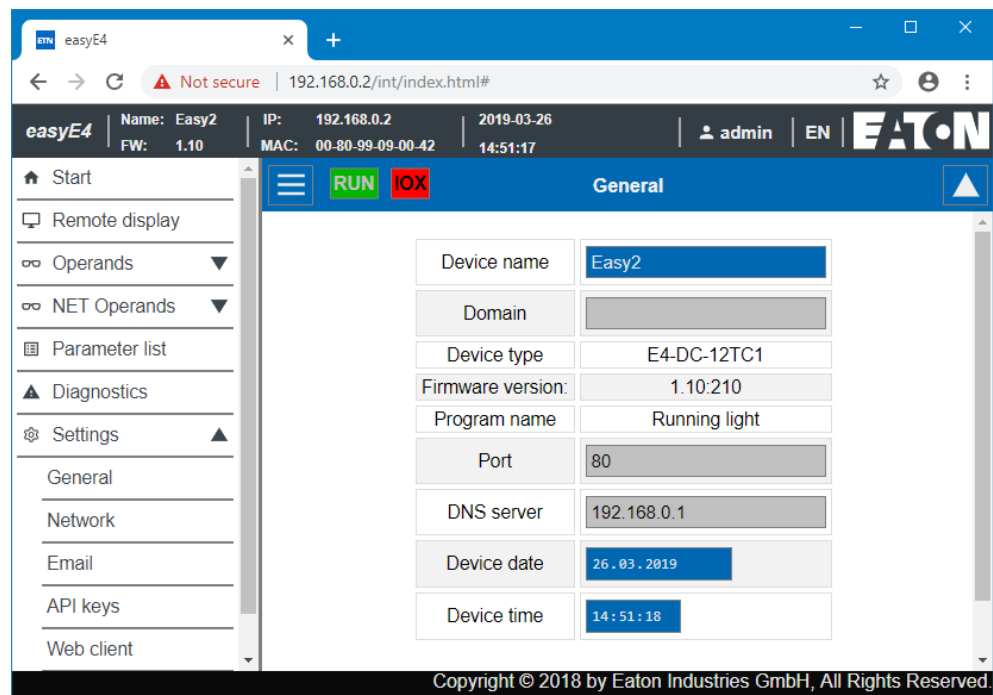 ETN easyE4
Not secure 192.168.0.2/int/index.html#
easyE4 Name: Easy2 IP: 192.168.0.2 2019-03-26 admin EN EATON
FW: 1.10 MAC: 00-80-99-09-00-42 14:51:17
Start
RUN IOX General
Remote display
Operands
NET Operands
Parameter list
Diagnostics
Settings
General
Network
Email
API keys
Web client
Device name Easy2
Domain
Device type E4-DC-12TC1
Firmware version: 1.10:210
Program name Running light
Port 80
DNS server 192.168.0.1
Device date 26.03.2019
Device time 14:51:18
Copyright © 2018 by Eaton Industries GmbH, All Rights Reserved.